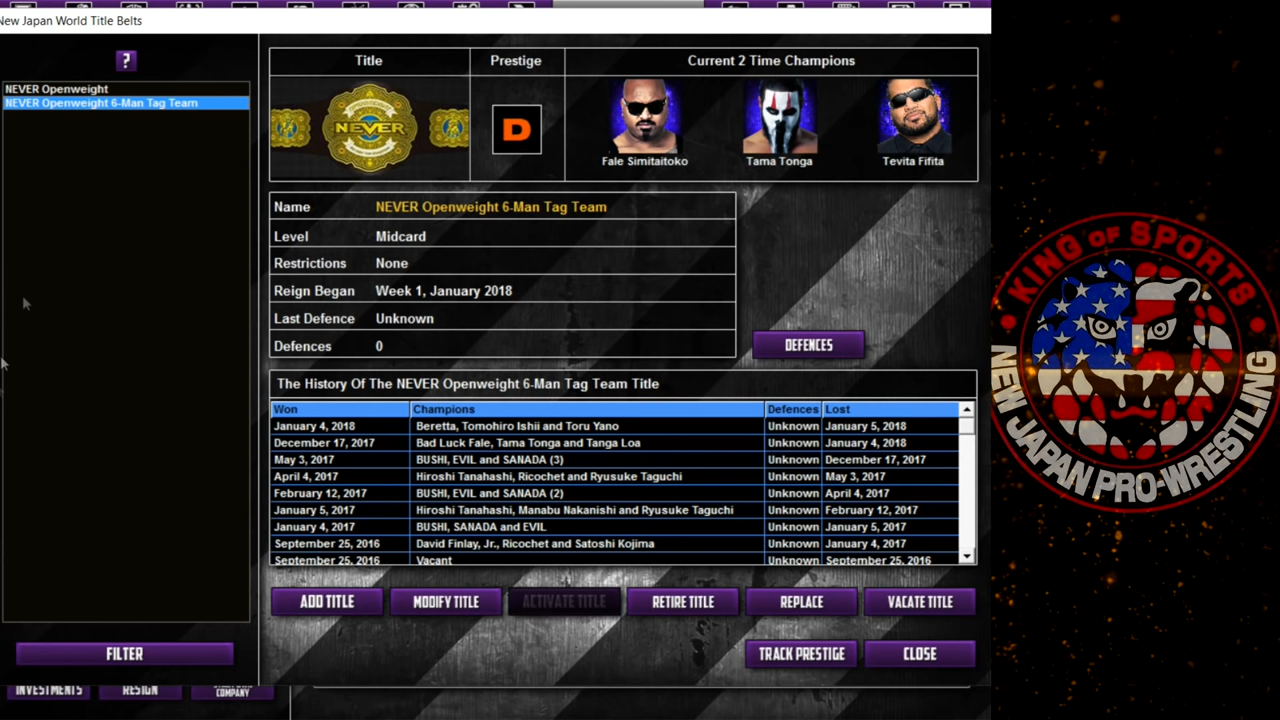 New Japan World Title Belts
?
NEVER Openweight
NEVER Openweight 6-Man Tag Team
FILTER
INVESTMENTS
RESIGN
COMPANY
Title
Prestige
Current 2 Time Champions
NEVER
D
Fale Simitaitoko
Tama Tonga
Tevita Fifita
Name NEVER Openweight 6-Man Tag Team
Level Midcard
Restrictions None
Reign Began Week 1, January 2018
Last Defence Unknown
Defences 0
DEFENCES
The History Of The NEVER Openweight 6-Man Tag Team Title
Won Champions Defences Lost
January 4, 2018 Beretta, Tomohiro Ishii and Toru Yano Unknown January 5, 2018
December 17, 2017 Bad Luck Fale, Tama Tonga and Tanga Loa Unknown January 4, 2018
May 3, 2017 BUSHI, EVIL and SANADA (3) Unknown December 17, 2017
April 4, 2017 Hiroshi Tanahashi, Ricochet and Ryusuke Taguchi Unknown May 3, 2017
February 12, 2017 BUSHI, EVIL and SANADA (2) Unknown April 4, 2017
January 5, 2017 Hiroshi Tanahashi, Manabu Nakanishi and Ryusuke Taguchi Unknown February 12, 2017
January 4, 2017 BUSHI, SANADA and EVIL Unknown January 5, 2017
September 25, 2016 David Finlay, Jr., Ricochet and Satoshi Kojima Unknown January 4, 2017
September 25, 2016 Vacant Unknown September 25, 2016
ADD TITLE
MODIFY TITLE
ACTIVATE TITLE
RETIRE TITLE
REPLACE
VACATE TITLE
TRACK PRESTIGE
CLOSE
KING OF SPORTS
NEW JAPAN PRO-WRESTLING